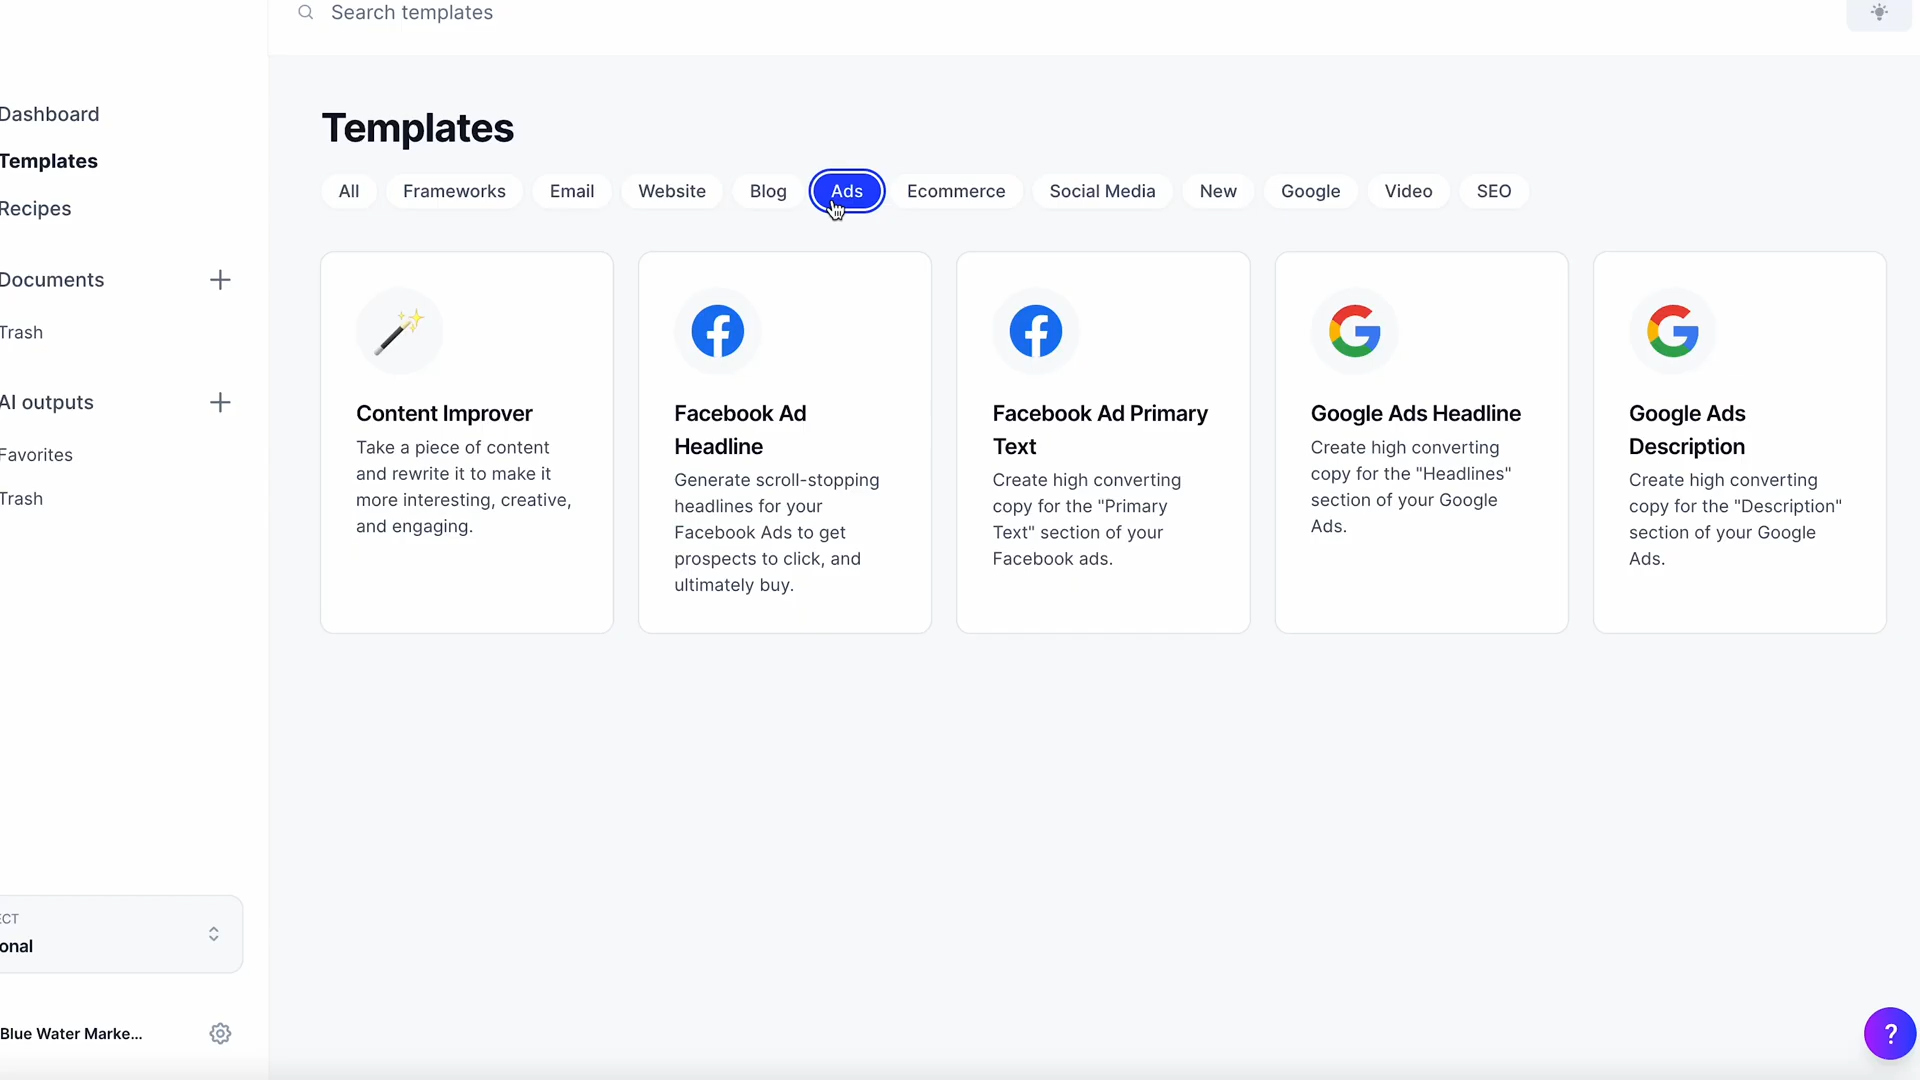 Search templates
Dashboard
Templates
Recipes
Documents
Trash
AI outputs
Favorites
Trash
ECT
onal
Blue Water Marke...
Templates
All Frameworks Email Website Blog Ads Ecommerce Social Media New Google Video SEO
Content Improver
Take a piece of content
and rewrite it to make it
more interesting, creative,
and engaging.
Facebook Ad
Headline
Generate scroll-stopping
headlines for your
Facebook Ads to get
prospects to click, and
ultimately buy.
Facebook Ad Primary
Text
Create high converting
copy for the "Primary
Text" section of your
Facebook ads.
Google Ads Headline
Create high converting
copy for the "Headlines"
section of your Google
Ads.
Google Ads
Description
Create high converting
copy for the "Description"
section of your Google
Ads.
?